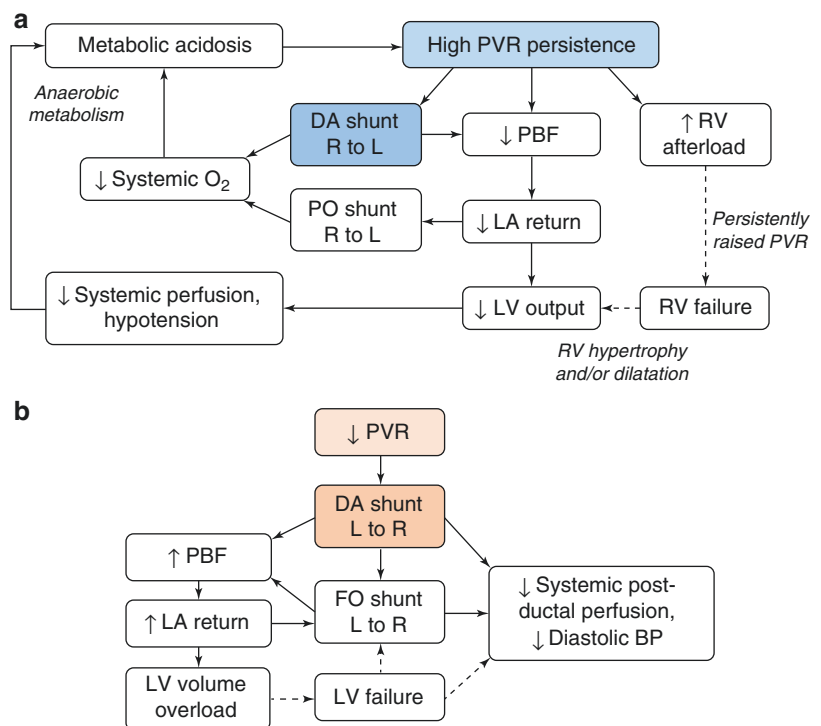 a
Metabolic acidosis
High PVR persistence
Anaerobic
metabolism
DA shunt
R to L
↓ PBF
↑ RV
afterload
↓ Systemic O₂
PO shunt
R to L
↓ LA return
Persistently
raised PVR
↓ Systemic perfusion,
hypotension
↓ LV output
RV failure
RV hypertrophy
and/or dilatation
b
↓ PVR
DA shunt
L to R
↑ PBF
↑ LA return
FO shunt
L to R
↓ Systemic post-
ductal perfusion,
↓ Diastolic BP
LV volume
overload
LV failure